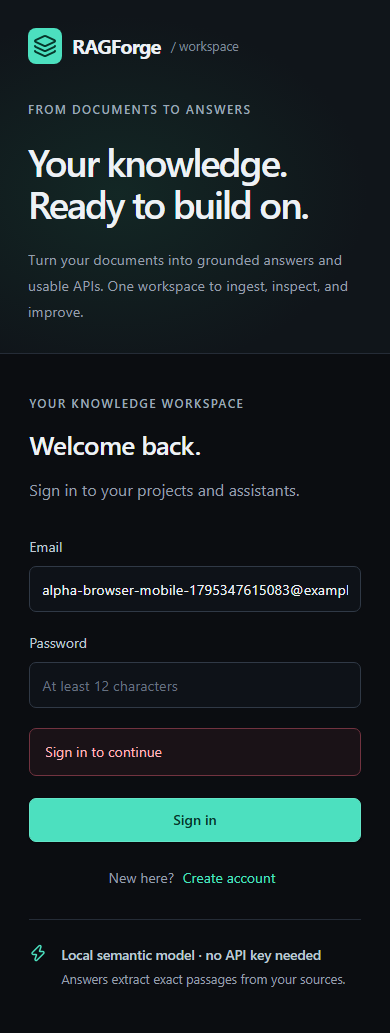 RAGForge / workspace
FROM DOCUMENTS TO ANSWERS
Your knowledge.
Ready to build on.
Turn your documents into grounded answers and
usable APIs. One workspace to ingest, inspect, and
improve.
YOUR KNOWLEDGE WORKSPACE
Welcome back.
Sign in to your projects and assistants.
Email
alpha-browser-mobile-1795347615083@exampl
Password
At least 12 characters
Sign in to continue
Sign in
New here? Create account
Local semantic model · no API key needed
Answers extract exact passages from your sources.